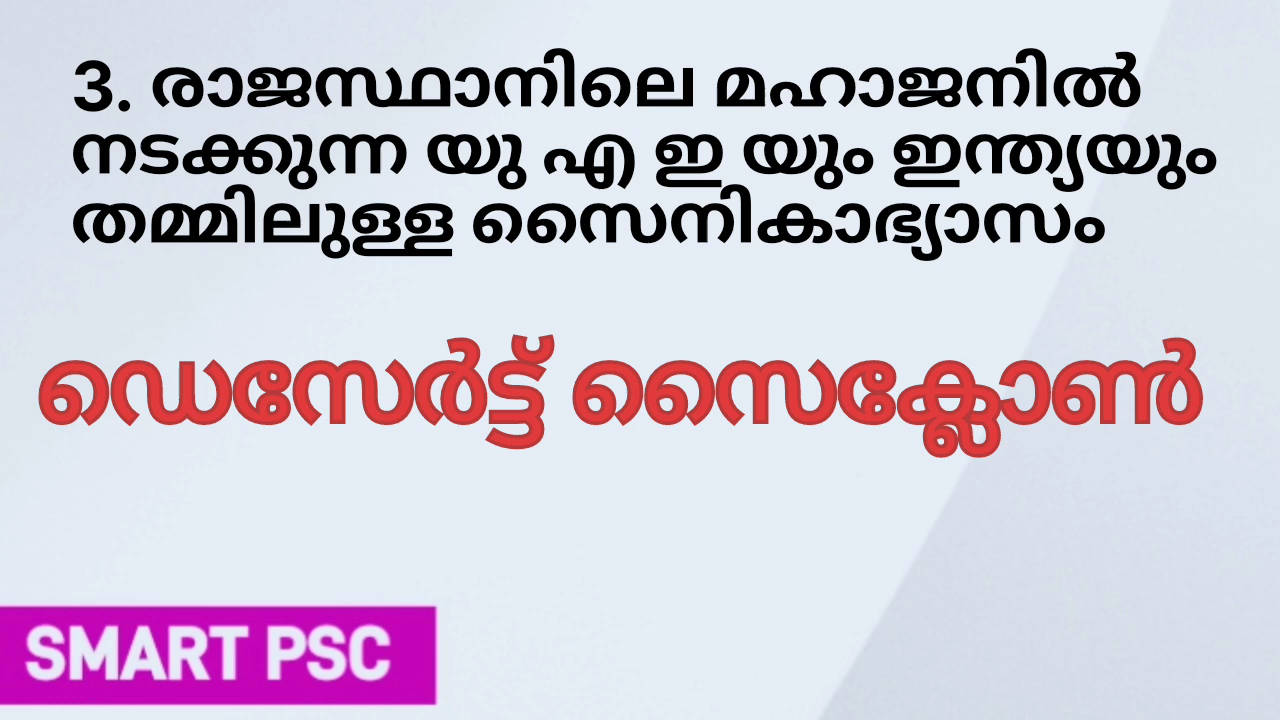 3. രാജസ്ഥാനിലെ മഹാജനിൽ
നടക്കുന്ന യു എ ഇ യും ഇന്ത്യയും
തമ്മിലുള്ള സൈനികാഭ്യാസം
ഡെസേർട്ട് സൈക്ലോൺ
SMART PSC